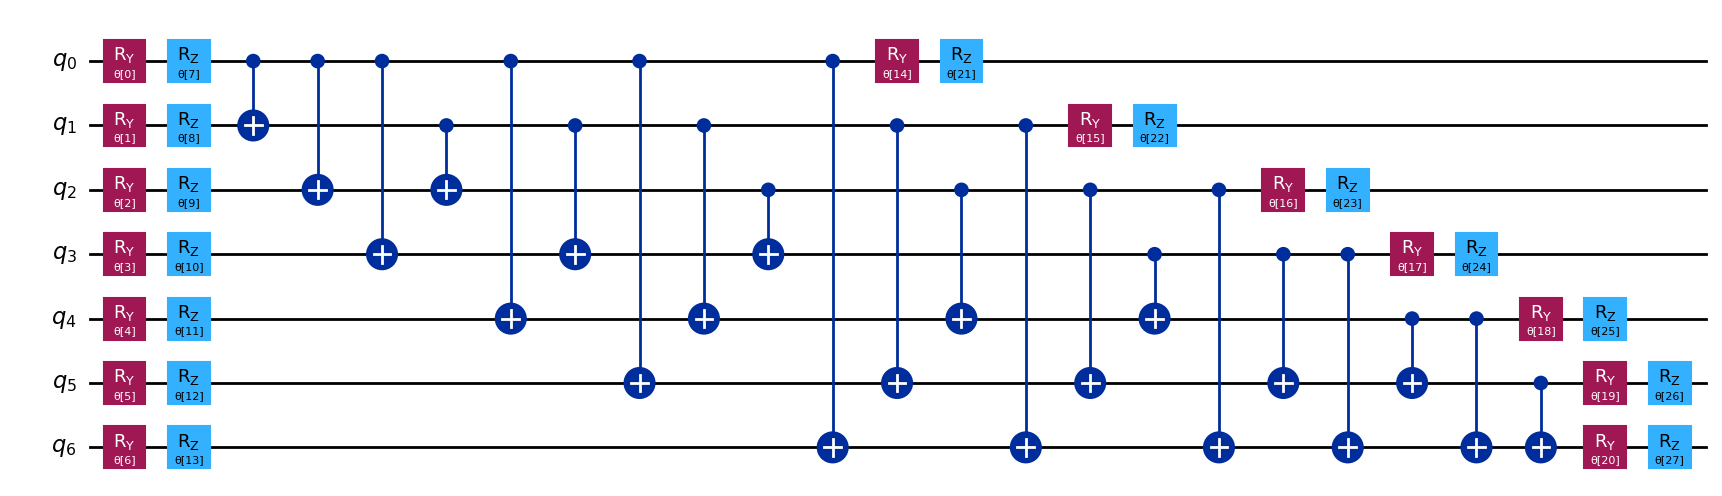 q0 RY θ[0] RZ θ[7] RY θ[14] RZ θ[21]
q1 RY θ[1] RZ θ[8] RY θ[15] RZ θ[22]
q2 RY θ[2] RZ θ[9] RY θ[16] RZ θ[23]
q3 RY θ[3] RZ θ[10] RY θ[17] RZ θ[24]
q4 RY θ[4] RZ θ[11] RY θ[18] RZ θ[25]
q5 RY θ[5] RZ θ[12] RY θ[19] RZ θ[26]
q6 RY θ[6] RZ θ[13] RY θ[20] RZ θ[27]